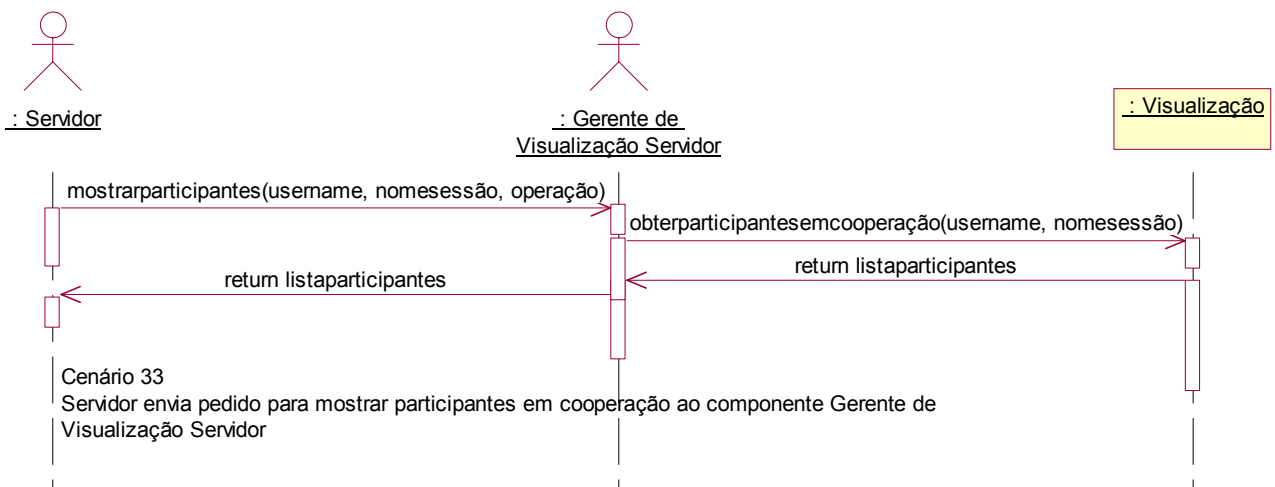 : Servidor
: Gerente de
Visualização Servidor
: Visualização
mostrarparticipantes(username, nomesessão, operação)
obterparticipantesemcooperação(username, nomesessão)
return listaparticipantes
return listaparticipantes
Cenário 33
Servidor envia pedido para mostrar participantes em cooperação ao componente Gerente de
Visualização Servidor